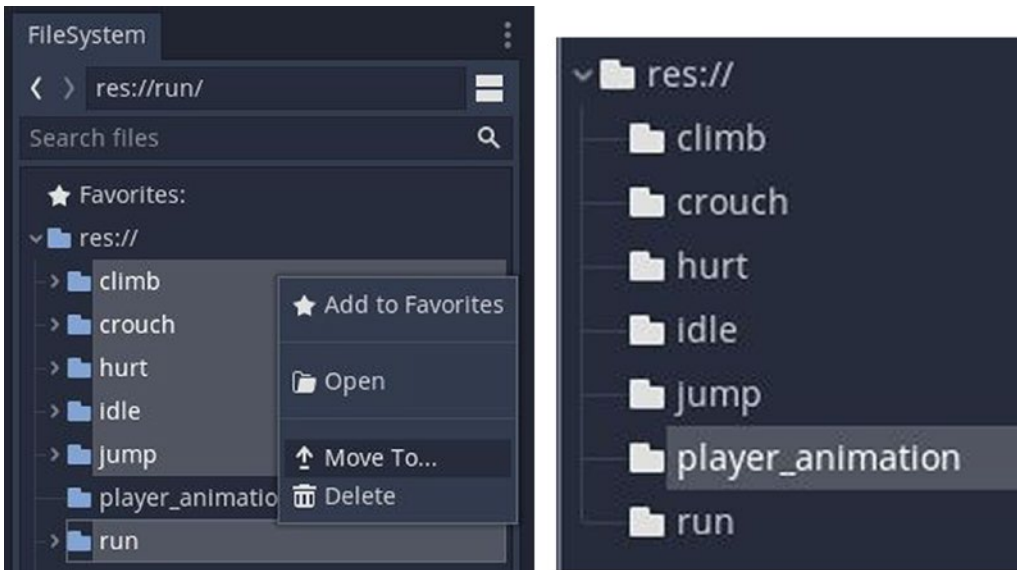 FileSystem
res://run/
Search files
Favorites:
res://
climb
crouch
hurt
idle
jump
player_animatio
run
Add to Favorites
Open
Move To...
Delete
res://
climb
crouch
hurt
idle
jump
player_animation
run